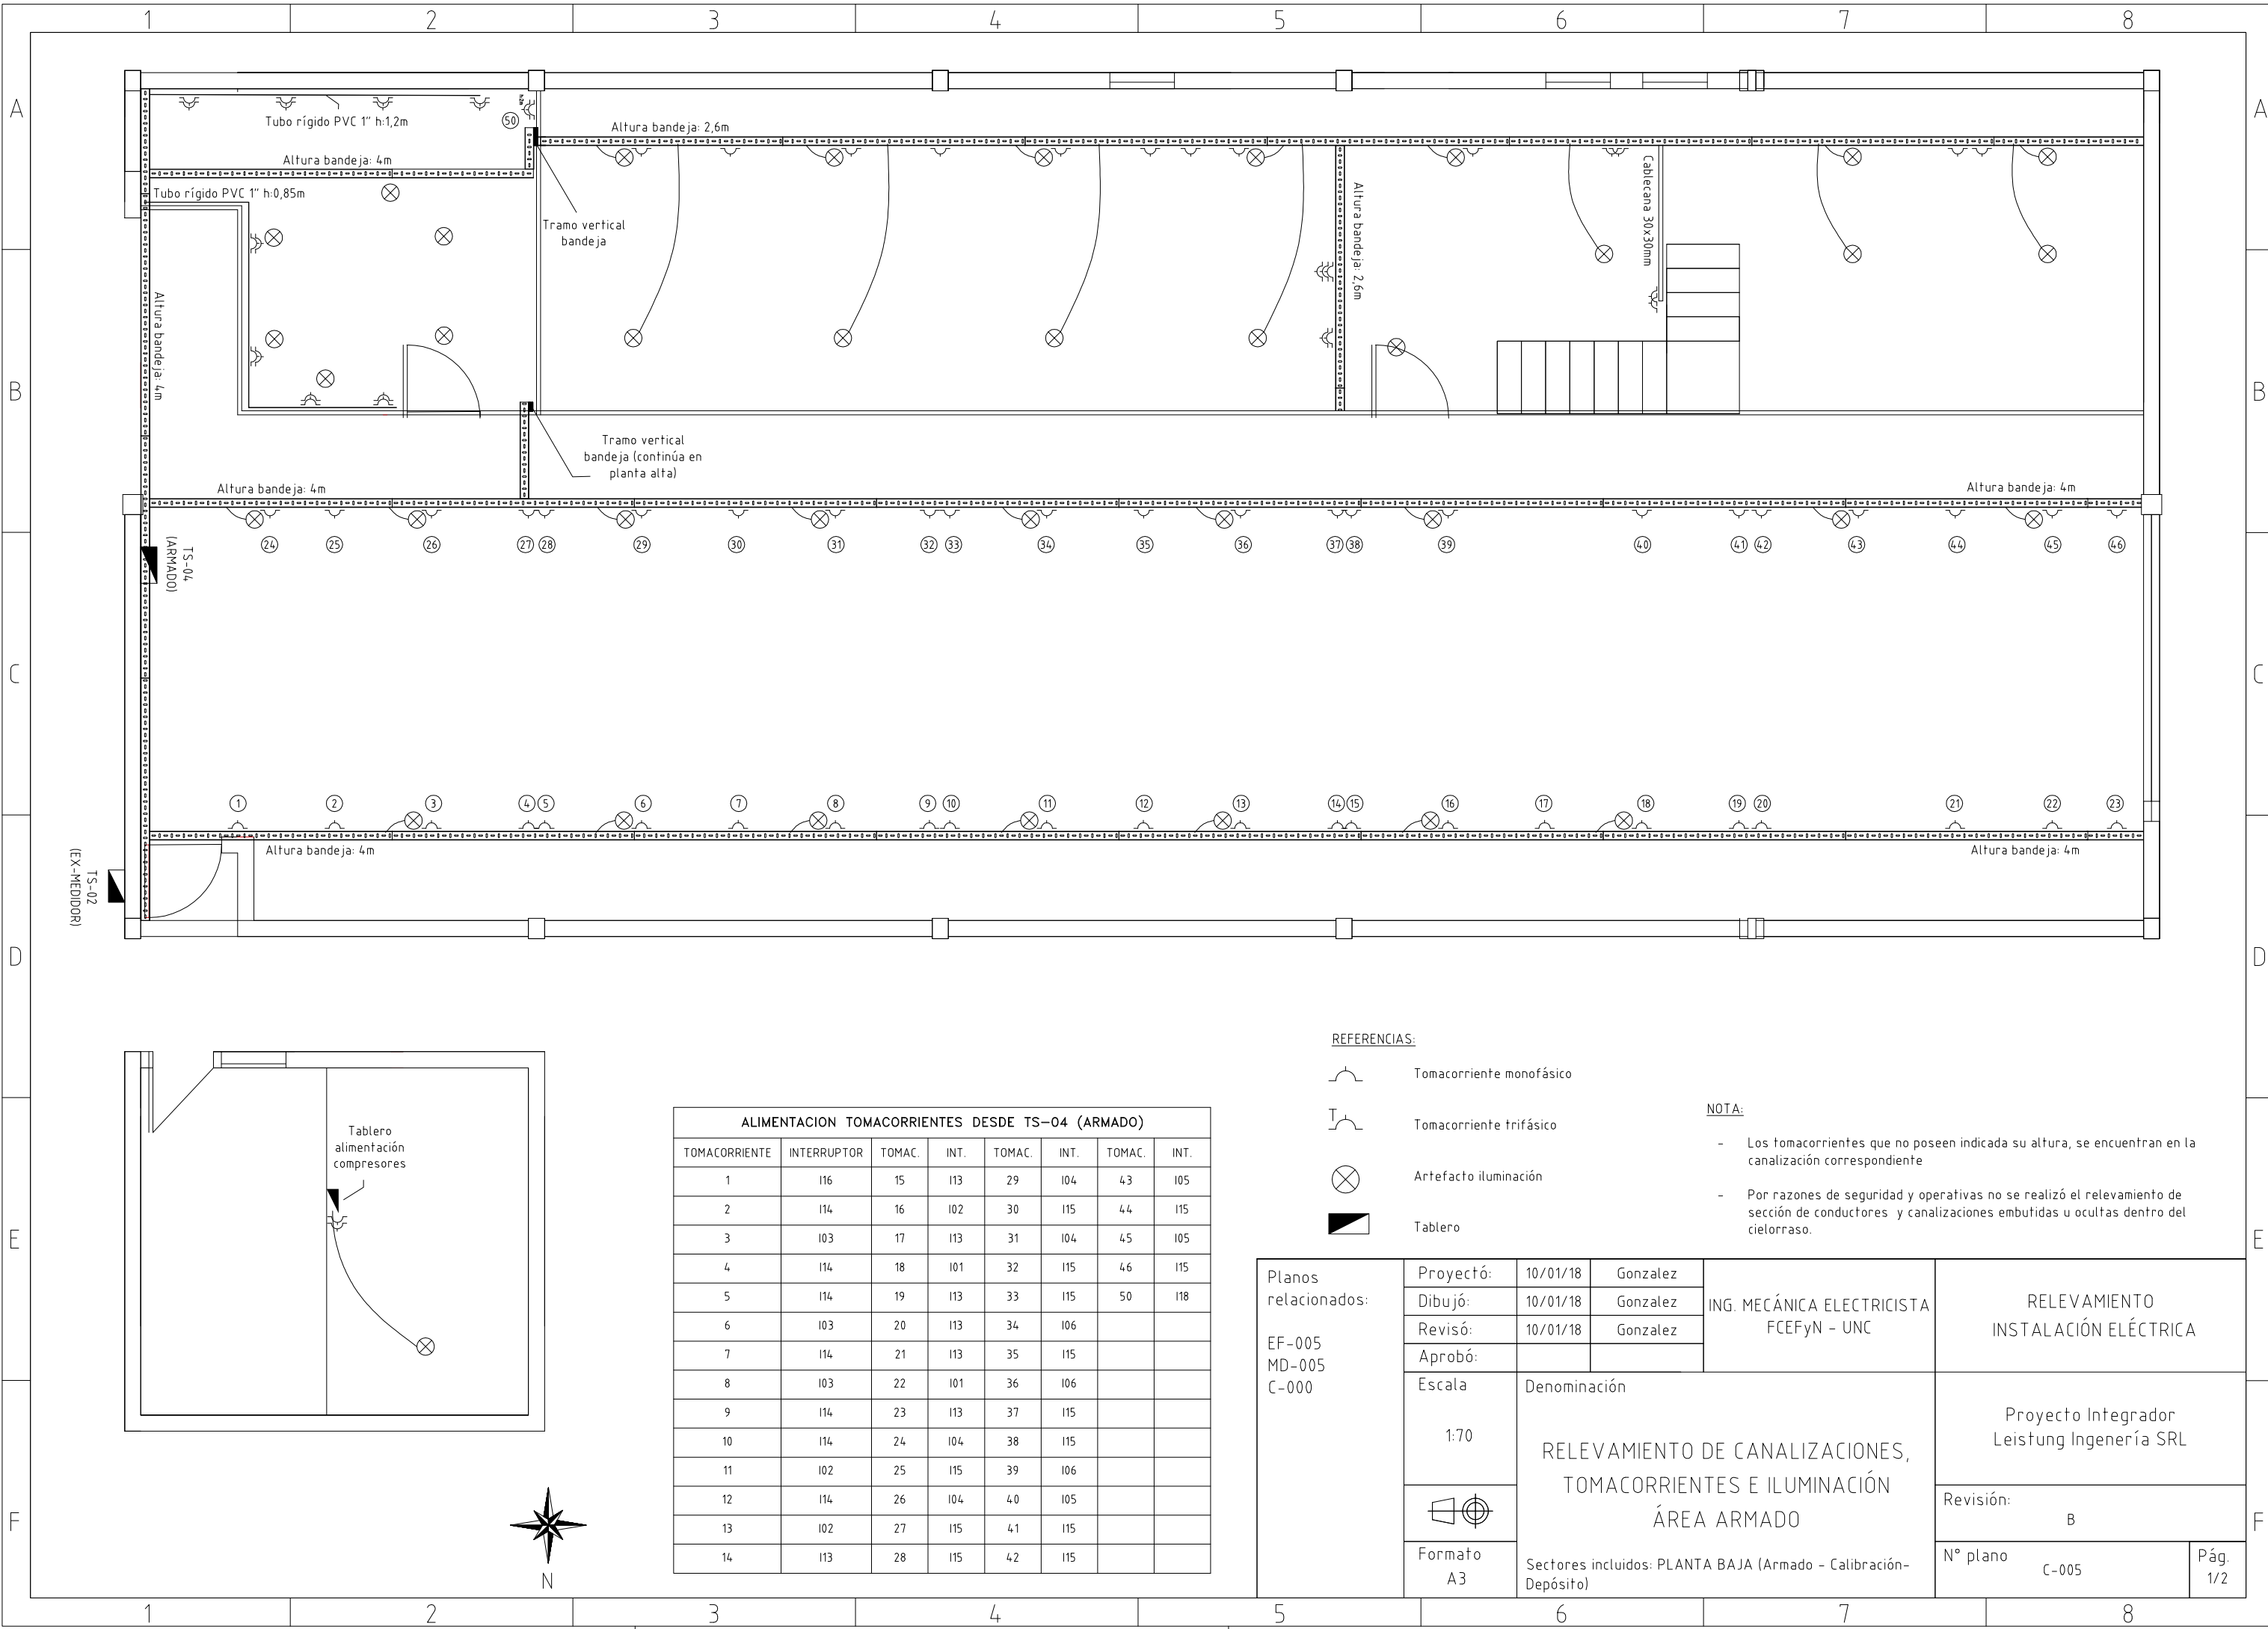 1 2 3 4 5 6 7 8
A A
B B
C C
D D
E E
F F
Tubo rígido PVC 1" h:1,2m
50
Altura bandeja: 2,6m
Altura bandeja: 4m
Tubo rígido PVC 1" h:0,85m
Tramo vertical
bandeja
Altura bandeja: 2,6m
Cablecana 30x30mm
Altura bandeja: 4m
Tramo vertical
bandeja (continúa en
planta alta)
Altura bandeja: 4m
Altura bandeja: 4m
24 25 26 27 28 29 30 31 32 33 34 35 36 37 38 39 40 41 42 43 44 45 46
TS-04
(ARMADO)
1 2 3 4 5 6 7 8 9 10 11 12 13 14 15 16 17 18 19 20 21 22 23
Altura bandeja: 4m
Altura bandeja: 4m
TS-02
(EX-MEDIDOR)
Tablero
alimentación
compresores
N
ALIMENTACION TOMACORRIENTES DESDE TS-04 (ARMADO)
TOMACORRIENTE INTERRUPTOR TOMAC. INT. TOMAC. INT. TOMAC. INT.
1 I16 15 I13 29 I04 43 I05
2 I14 16 I02 30 I15 44 I15
3 I03 17 I13 31 I04 45 I05
4 I14 18 I01 32 I15 46 I15
5 I14 19 I13 33 I15 50 I18
6 I03 20 I13 34 I06
7 I14 21 I13 35 I15
8 I03 22 I01 36 I06
9 I14 23 I13 37 I15
10 I14 24 I04 38 I15
11 I02 25 I15 39 I06
12 I14 26 I04 40 I05
13 I02 27 I15 41 I15
14 I13 28 I15 42 I15
REFERENCIAS:
Tomacorriente monofásico
T
Tomacorriente trifásico
Artefacto iluminación
Tablero
NOTA:
- Los tomacorrientes que no poseen indicada su altura, se encuentran en la
canalización correspondiente
- Por razones de seguridad y operativas no se realizó el relevamiento de
sección de conductores y canalizaciones embutidas u ocultas dentro del
cielorraso.
Planos
relacionados:
EF-005
MD-005
C-000
Proyectó: 10/01/18 Gonzalez
Dibujó: 10/01/18 Gonzalez
Revisó: 10/01/18 Gonzalez
Aprobó:
ING. MECÁNICA ELECTRICISTA
FCEFyN - UNC
RELEVAMIENTO
INSTALACIÓN ELÉCTRICA
Escala
1:70
Denominación
RELEVAMIENTO DE CANALIZACIONES,
TOMACORRIENTES E ILUMINACIÓN
ÁREA ARMADO
Sectores incluidos: PLANTA BAJA (Armado - Calibración-
Depósito)
Formato
A3
Proyecto Integrador
Leistung Ingenería SRL
Revisión:
B
N° plano
C-005
Pág.
1/2
1 2 3 4 5 6 7 8